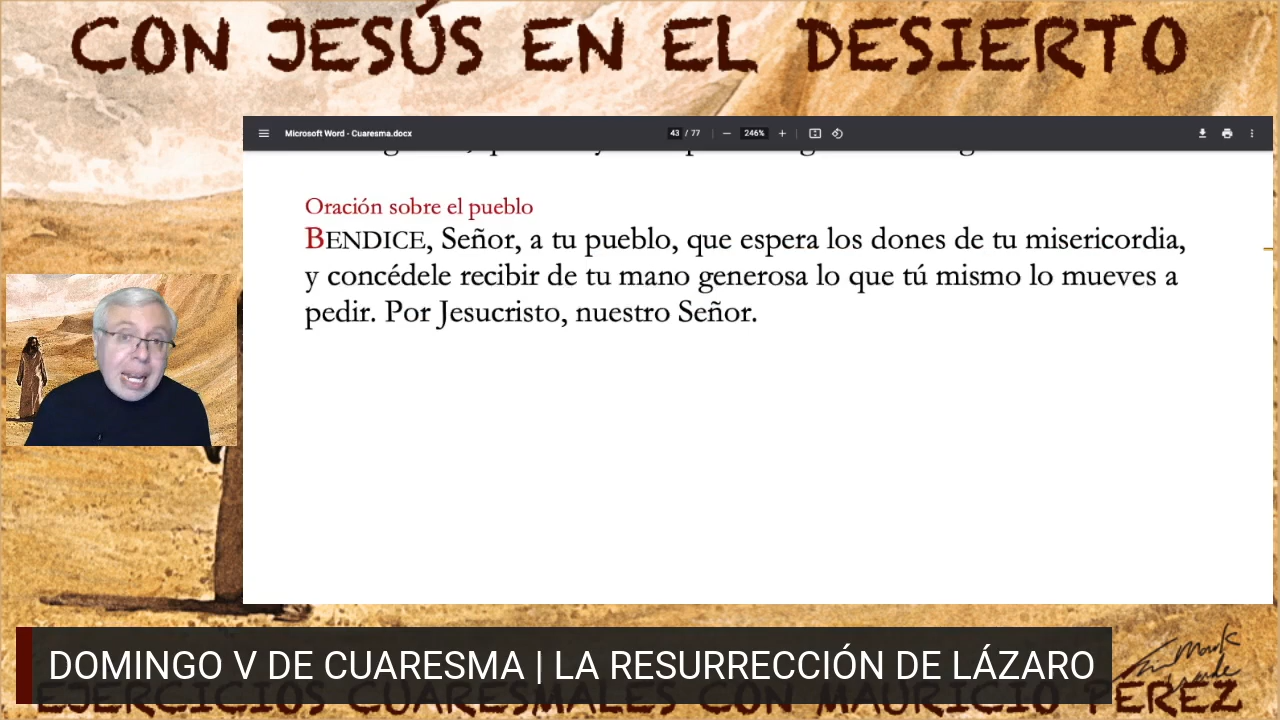 CON JESÚS EN EL DESIERTO
Microsoft Word - Cuaresma.docx
43 / 77
246%
Oración sobre el pueblo
BENDICE, Señor, a tu pueblo, que espera los dones de tu misericordia,
y concédele recibir de tu mano generosa lo que tú mismo lo mueves a
pedir. Por Jesucristo, nuestro Señor.
DOMINGO V DE CUARESMA | LA RESURRECCIÓN DE LÁZARO
EJERCICIOS CUARESMALES CON MAURICIO PEREZ